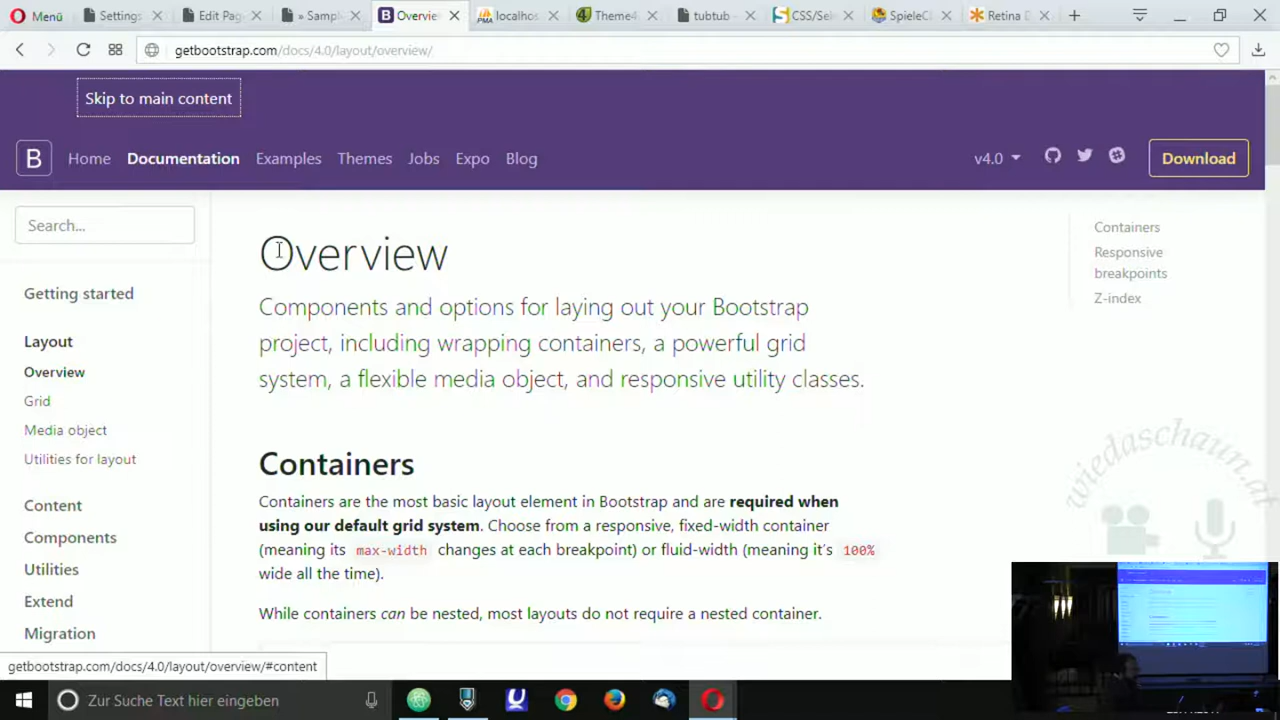 Menü
Settings
Edit Pag
» Sampl
Overvie
localhos
Theme4
tubtub –
CSS/Sel
SpieleCl
Retina D
getbootstrap.com/docs/4.0/layout/overview/
Skip to main content
B Home Documentation Examples Themes Jobs Expo Blog v4.0 Download
Search...
Getting started
Layout
Overview
Grid
Media object
Utilities for layout
Content
Components
Utilities
Extend
Migration
Overview
Components and options for laying out your Bootstrap
project, including wrapping containers, a powerful grid
system, a flexible media object, and responsive utility classes.
Containers
Containers are the most basic layout element in Bootstrap and are required when
using our default grid system. Choose from a responsive, fixed-width container
(meaning its max-width changes at each breakpoint) or fluid-width (meaning it's 100%
wide all the time).
While containers can be nested, most layouts do not require a nested container.
Containers
Responsive
breakpoints
Z-index
wiedaschaun.at
getbootstrap.com/docs/4.0/layout/overview/#content
Zur Suche Text hier eingeben